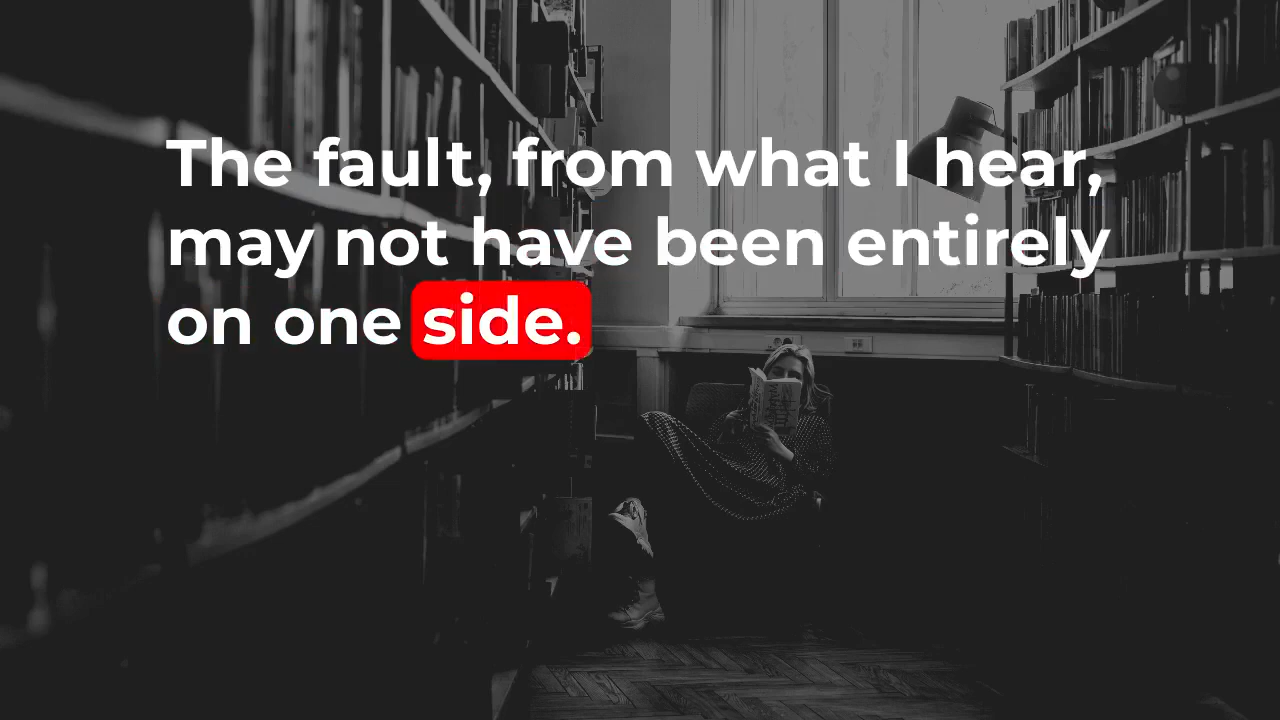 The fault, from what I hear,
may not have been entirely
on one side.